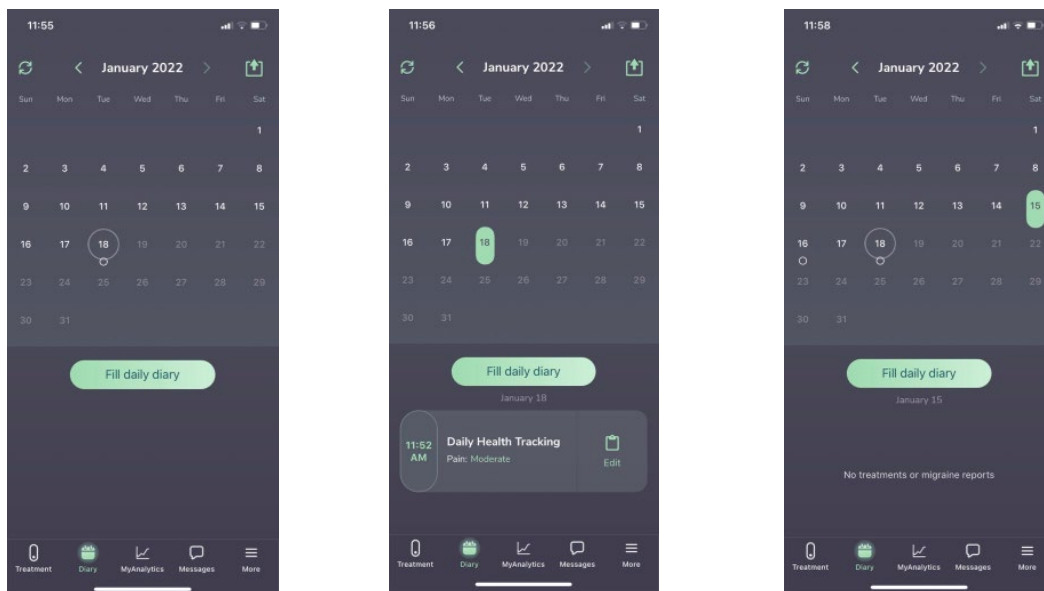 11:55
January 2022
Sun Mon Tue Wed Thu Fri Sat
1
2 3 4 5 6 7 8
9 10 11 12 13 14 15
16 17 18 19 20 21 22
23 24 25 26 27 28 29
30 31
Fill daily diary
Treatment Diary MyAnalytics Messages More
11:56
January 2022
Sun Mon Tue Wed Thu Fri Sat
1
2 3 4 5 6 7 8
9 10 11 12 13 14 15
16 17 18 19 20 21 22
23 24 25 26 27 28 29
30 31
Fill daily diary
January 18
11:52 AM
Daily Health Tracking
Pain: Moderate
Edit
Treatment Diary MyAnalytics Messages More
11:58
January 2022
Sun Mon Tue Wed Thu Fri Sat
1
2 3 4 5 6 7 8
9 10 11 12 13 14 15
16 17 18 19 20 21 22
23 24 25 26 27 28 29
30 31
Fill daily diary
January 15
No treatments or migraine reports
Treatment Diary MyAnalytics Messages More